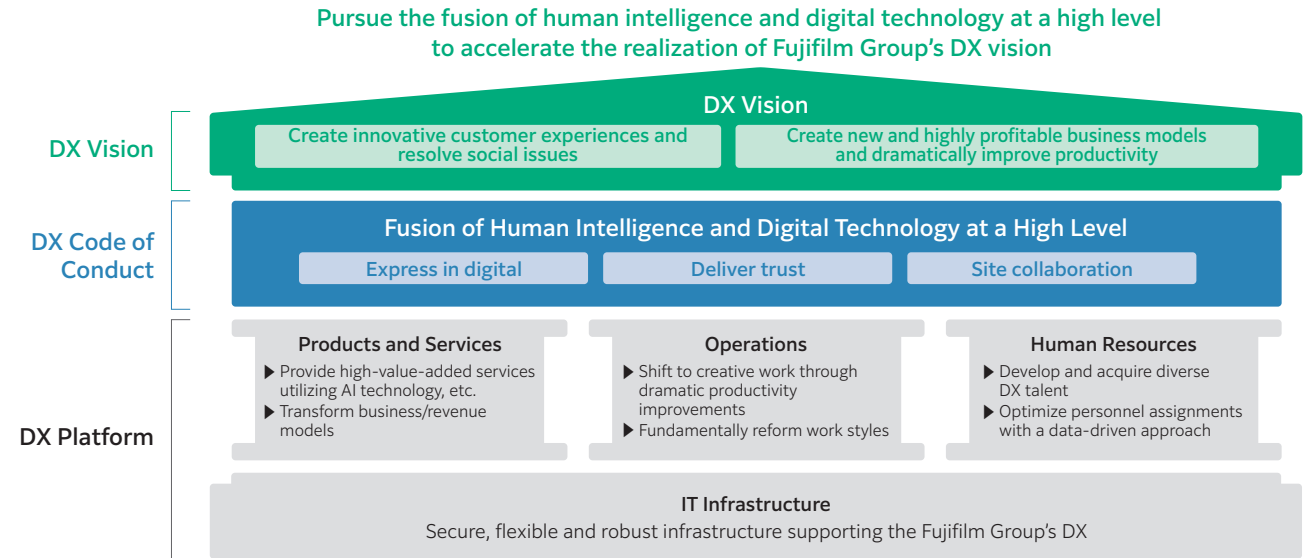 Pursue the fusion of human intelligence and digital technology at a high level
to accelerate the realization of Fujifilm Group's DX vision
DX Vision
DX Vision
Create innovative customer experiences and
resolve social issues
Create new and highly profitable business models
and dramatically improve productivity
DX Code of
Conduct
Fusion of Human Intelligence and Digital Technology at a High Level
Express in digital
Deliver trust
Site collaboration
DX Platform
Products and Services
▶ Provide high-value-added services
utilizing AI technology, etc.
▶ Transform business/revenue
models
Operations
▶ Shift to creative work through
dramatic productivity
improvements
▶ Fundamentally reform work styles
Human Resources
▶ Develop and acquire diverse
DX talent
▶ Optimize personnel assignments
with a data-driven approach
IT Infrastructure
Secure, flexible and robust infrastructure supporting the Fujifilm Group's DX